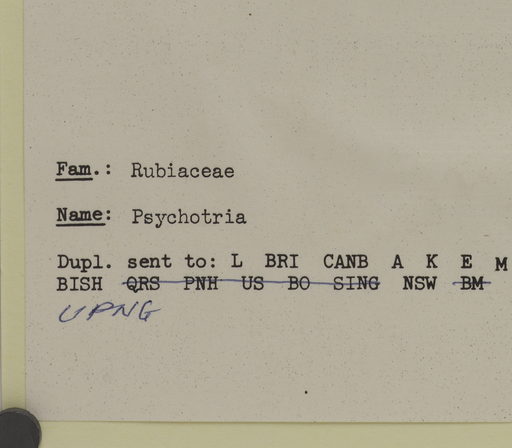 Fam.: Rubiaceae
Name: Psychotria
Dupl. sent to: L BRI CANB A K E M
BISH QRS PNH US BO SING NSW BM
UPNG